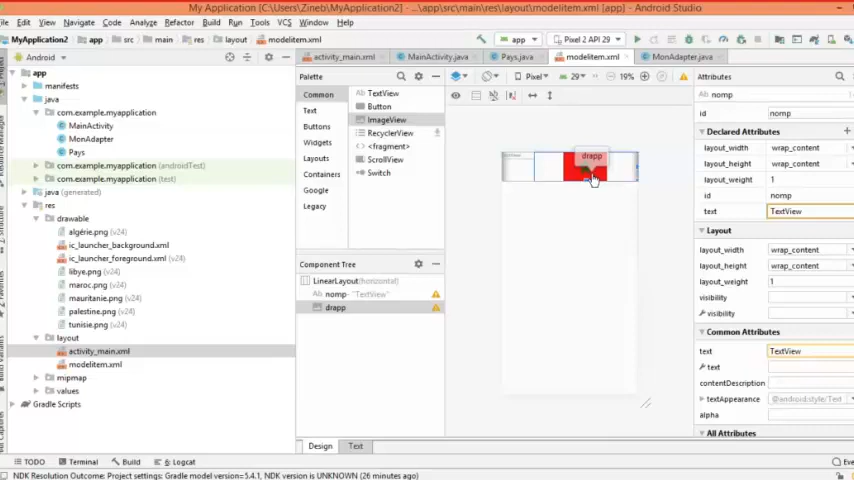 My Application [C:\Users\Zineb\MyApplication2] - ...\app\src\main\res\layout\modelitem.xml [app] - Android Studio
File Edit View Navigate Code Analyze Refactor Build Run Tools VCS Window Help
MyApplication2 app src main res layout modelitem.xml app Pixel 2 API 29
Android
activity_main.xml MainActivity.java Pays.java modelitem.xml MonAdapter.java
app
manifests
java
com.example.myapplication
MainActivity
MonAdapter
Pays
com.example.myapplication (androidTest)
com.example.myapplication (test)
java (generated)
res
drawable
algérie.png (v24)
ic_launcher_background.xml
ic_launcher_foreground.xml (v24)
libye.png (v24)
maroc.png (v24)
mauritanie.png (v24)
palestine.png (v24)
tunisie.png (v24)
layout
activity_main.xml
modelitem.xml
mipmap
values
Gradle Scripts
Palette
Common
Text
Buttons
Widgets
Layouts
Containers
Google
Legacy
TextView
Button
ImageView
RecyclerView
<fragment>
ScrollView
Switch
Component Tree
LinearLayout(horizontal)
Ab nomp- "TextView"
drapp
Pixel 29 19%
drapp
Design Text
Attributes
Ab nomp
id nomp
Declared Attributes
layout_width wrap_content
layout_height wrap_content
layout_weight 1
id nomp
text TextView
Layout
layout_width wrap_content
layout_height wrap_content
layout_weight 1
visibility
visibility
Common Attributes
text TextView
text
contentDescription
textAppearance @android:style/Text
alpha
All Attributes
TODO Terminal Build 6: Logcat Eve
NDK Resolution Outcome: Project settings: Gradle model version=5.4.1, NDK version is UNKNOWN (26 minutes ago)